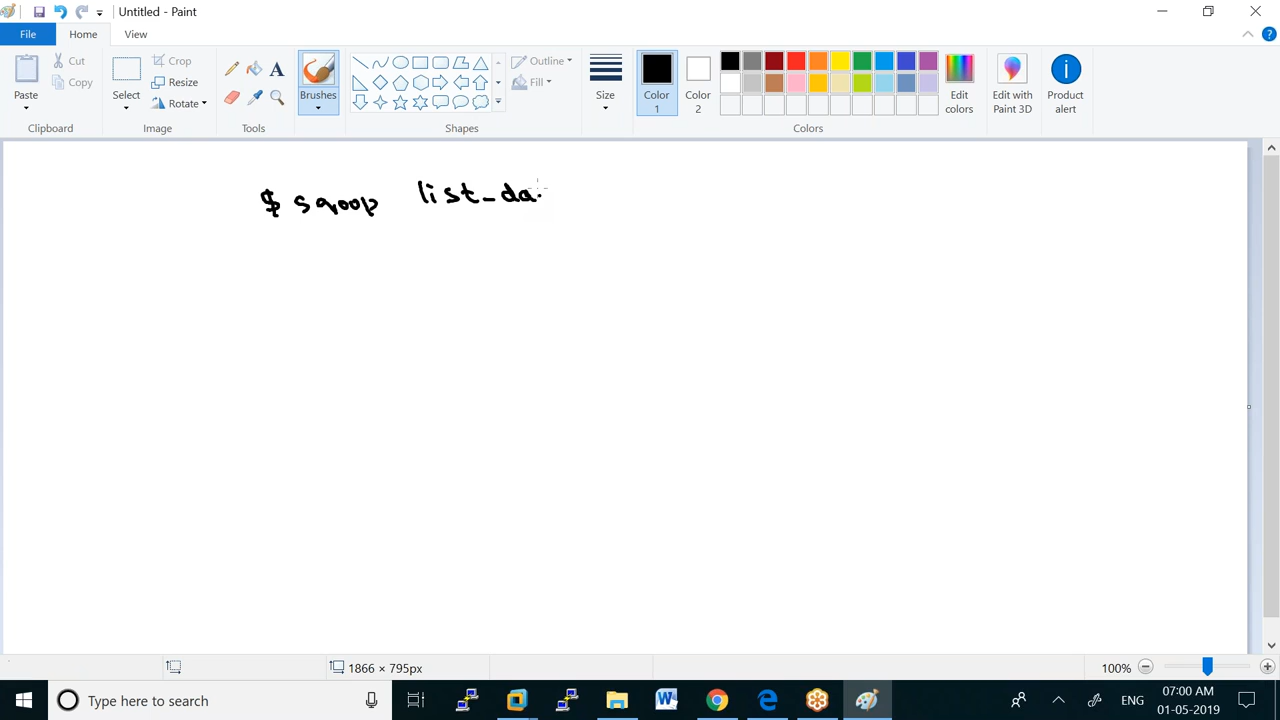 Untitled - Paint
File
Home
View
Paste
Cut
Copy
Clipboard
Select
Crop
Resize
Rotate
Image
Tools
Brushes
Shapes
Outline
Fill
Size
Color 1
Color 2
Edit colors
Colors
Edit with Paint 3D
Product alert
$ sqoop list_da
1866 × 795px
100%
Type here to search
ENG
07:00 AM
01-05-2019